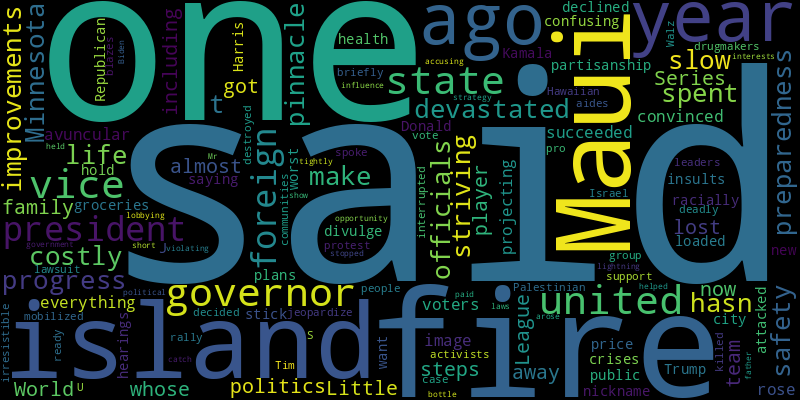 one
said
fire
island
Maui
year
ago
state
vice
president
governor
united
foreign
officials
striving
life
costly
progress
devastated
slow
spent
hasn
now
Series
safety
preparedness
improvements
Minnesota
including
pinnacle
got
t
Republican
blazes
Harris
health
briefly
influence
declined
confusing
Kamala
Walz
drugmakers
interests
Biden
accusing
strategy
partisanship
Hawaiian
aides
convinced
succeeded
pro
Donald
vote
player
projecting
interrupted
avuncular
held
hold
almost
saying
Mr
tightly
worst
destroyed
communities
show
make
spoke
divulge
opportunity
protest
stopped
family
groceries
lobbying
lawsuit
government
short
violating
plans
everything
mobilized
political
decided
stick
jeopardize
people
voters
paid
laws
arose
League
Palestinian
group
lightning
support
helped
city
Israel
leaders
insults
racially
deadly
lost
loaded
attacked
new
killed
team
father
rose
price
crises
public
nickname
Trump
away
steps
image
activists
case
bottle
politics
Little
Tim
want
S
rally
catch
hearings
whose
ready
irresistible
World
U